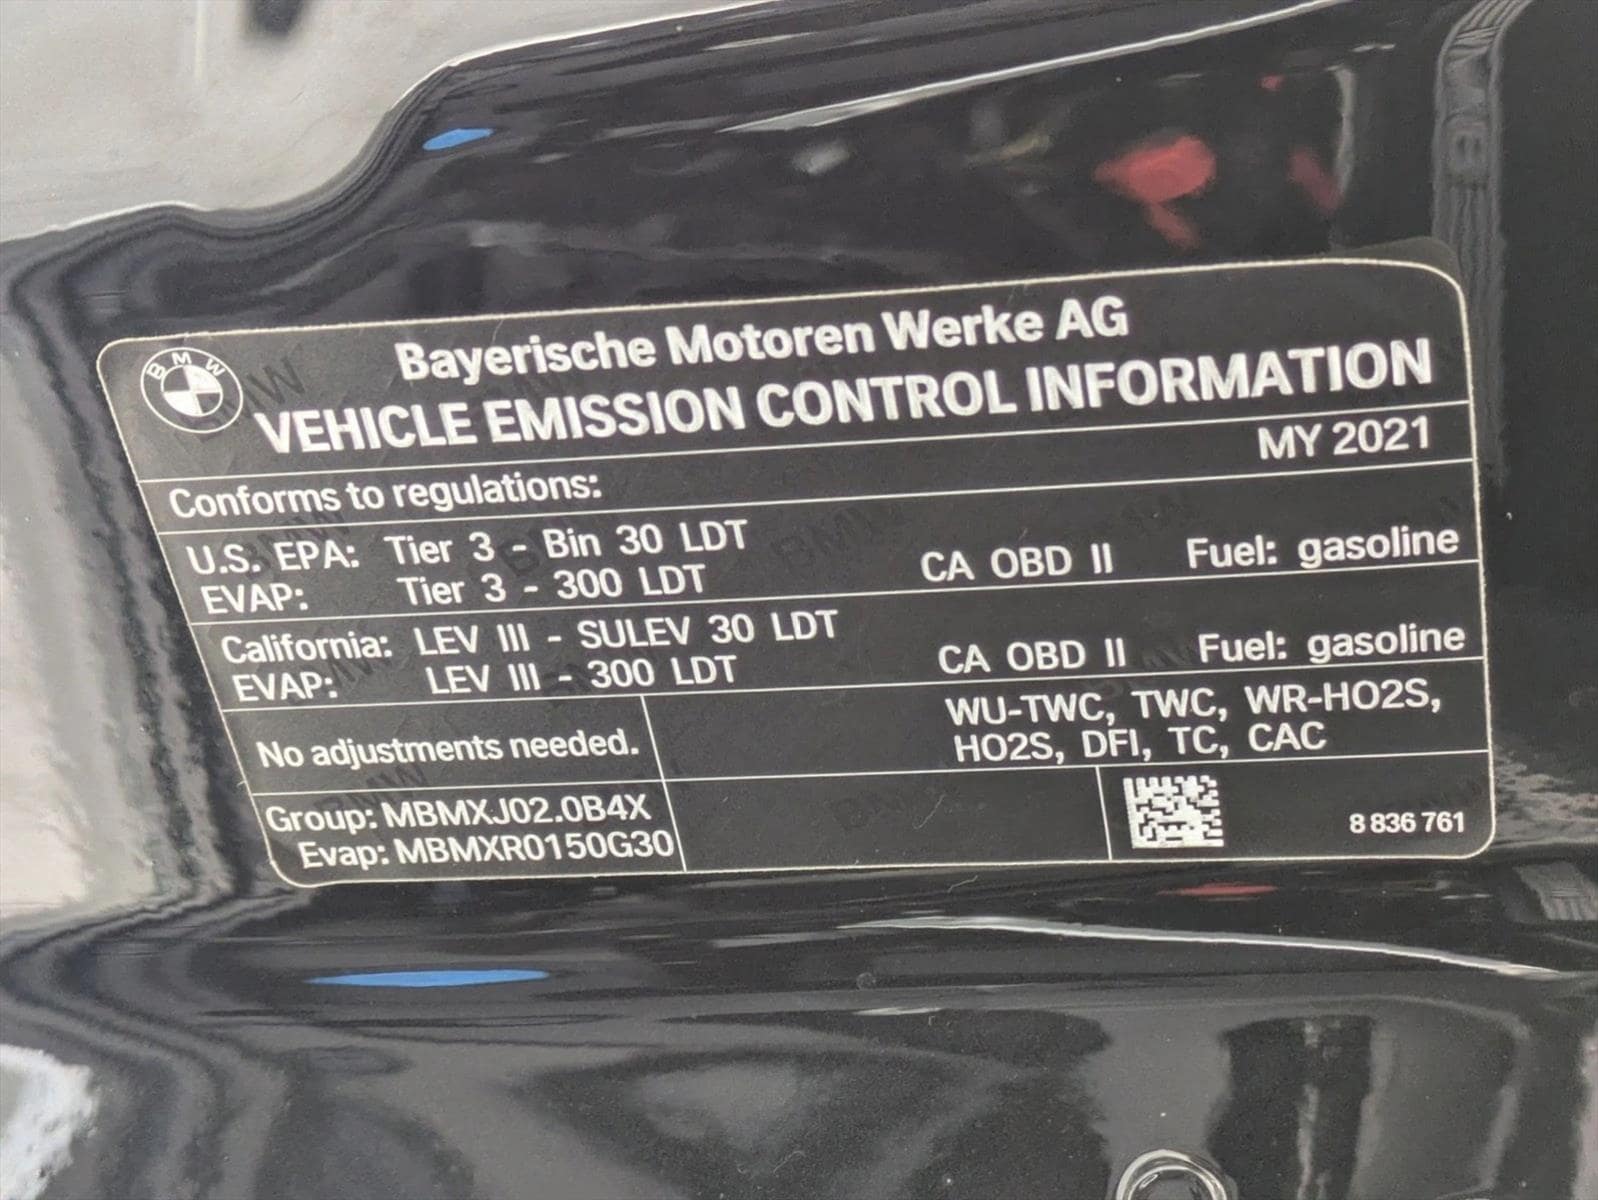 BMW
Bayerische Motoren Werke AG
VEHICLE EMISSION CONTROL INFORMATION
Conforms to regulations: MY 2021
U.S. EPA: Tier 3 - Bin 30 LDT
EVAP: Tier 3 - 300 LDT CA OBD II Fuel: gasoline
California: LEV III - SULEV 30 LDT
EVAP: LEV III - 300 LDT CA OBD II Fuel: gasoline
No adjustments needed.
WU-TWC, TWC, WR-HO2S,
HO2S, DFI, TC, CAC
Group: MBMXJ02.0B4X
Evap: MBMXR0150G30
8 836 761